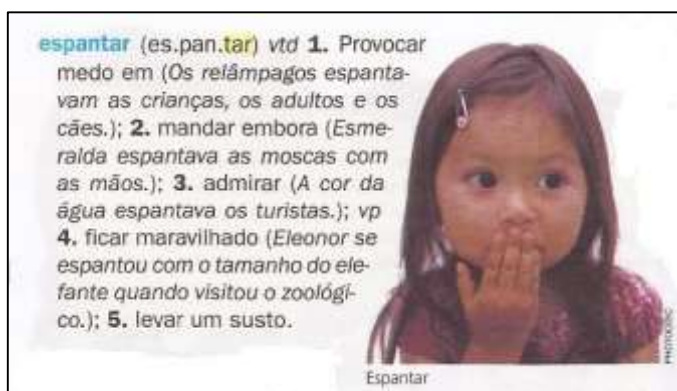 espantar (es.pan.tar) vtd 1. Provocar
medo em (Os relâmpagos espanta-
vam as crianças, os adultos e os
cães.); 2. mandar embora (Esme-
ralda espantava as moscas com
as mãos.); 3. admirar (A cor da
água espantava os turistas.); vp
4. ficar maravilhado (Eleonor se
espantou com o tamanho do ele-
fante quando visitou o zoológi-
co.); 5. levar um susto.
PHOTODISC
Espantar